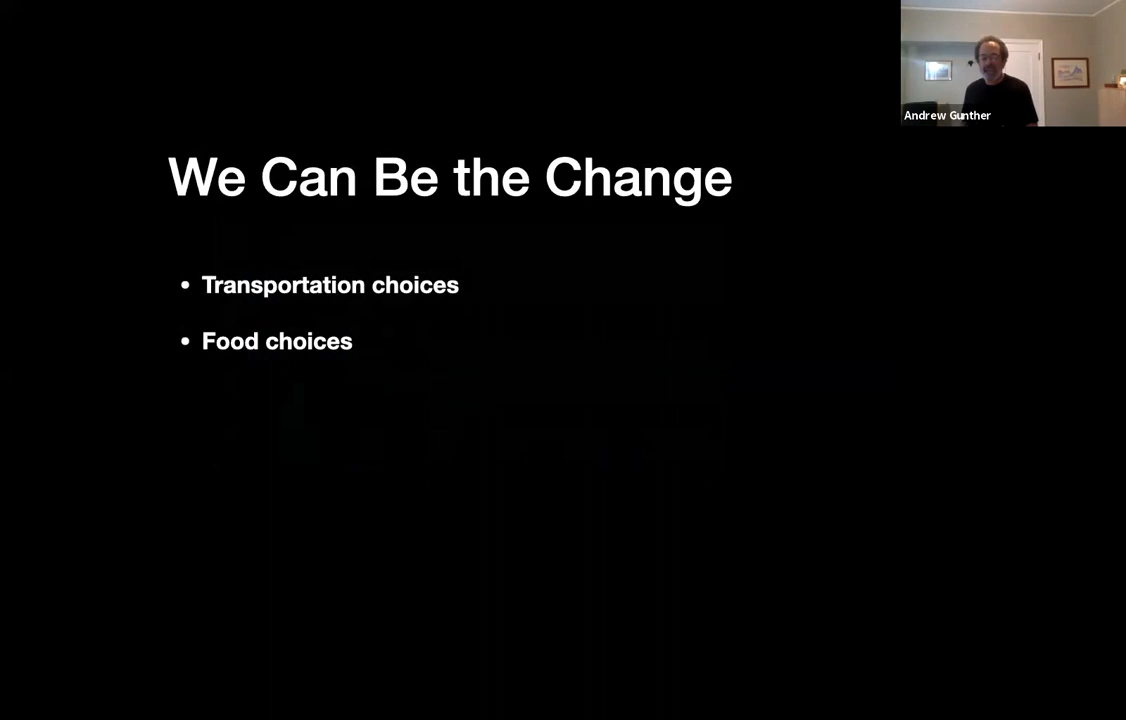 Andrew Gunther
We Can Be the Change
• Transportation choices
• Food choices